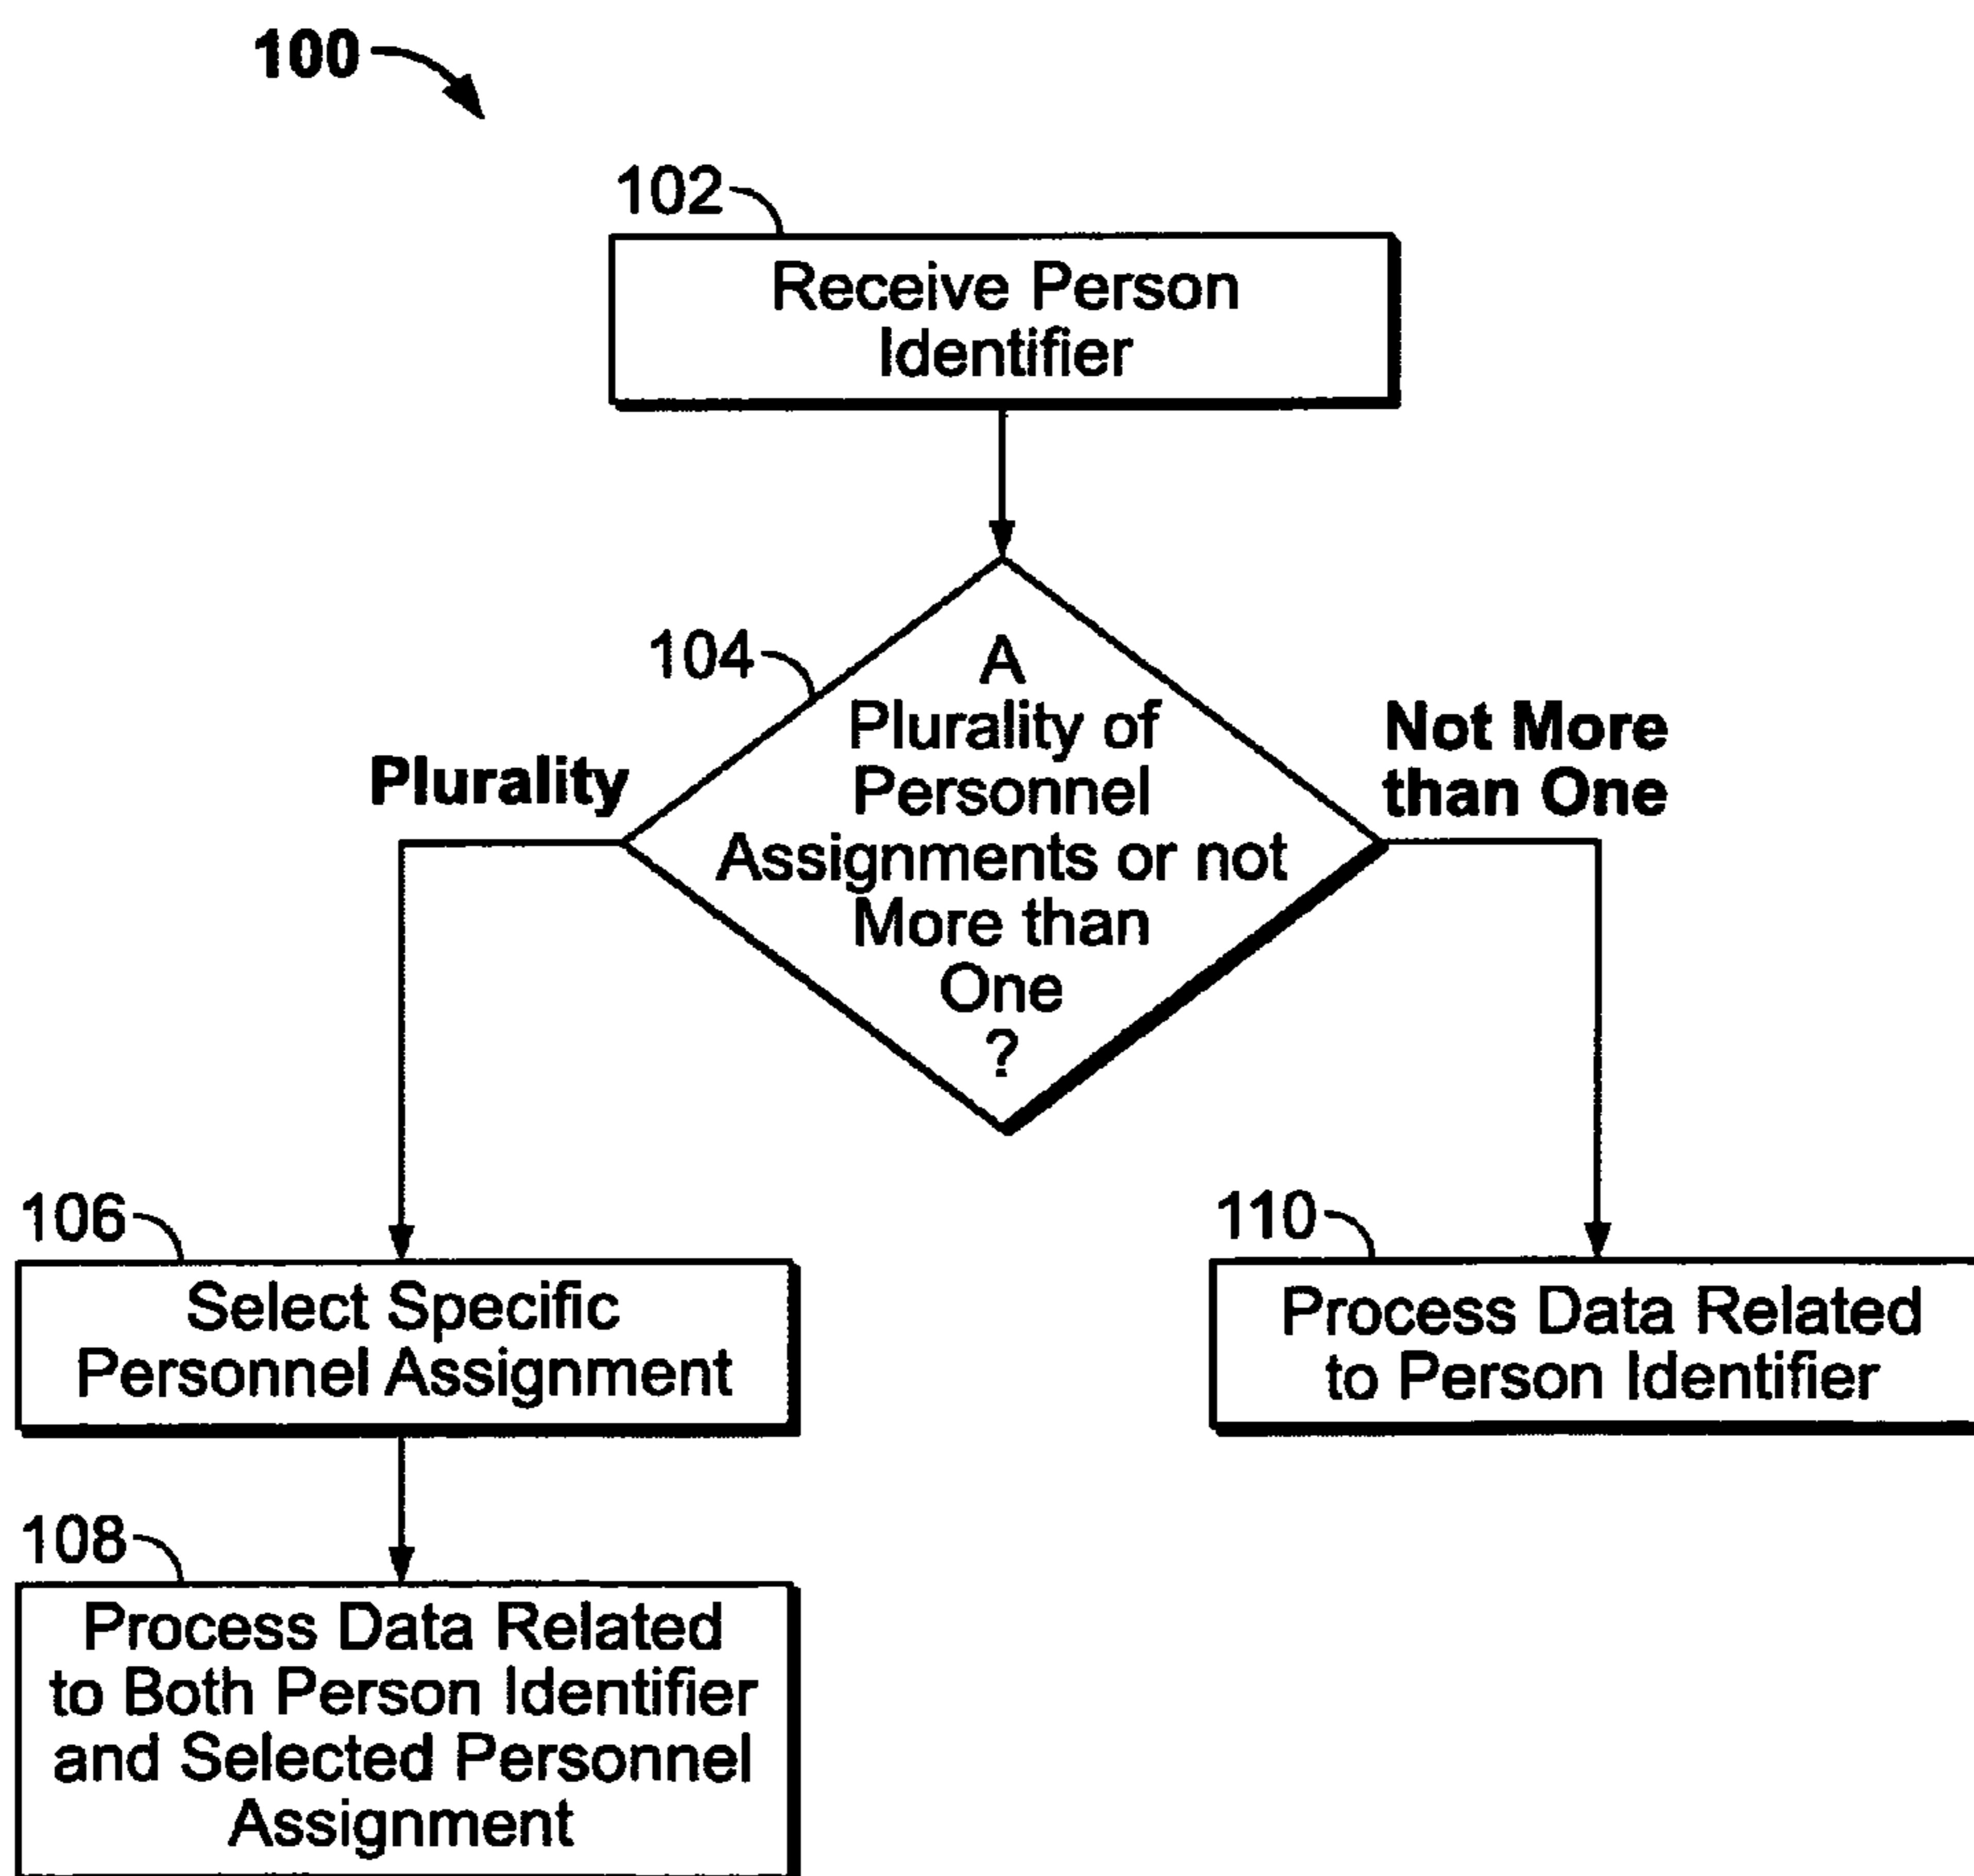 100
102
Receive Person
Identifier
104
A
Plurality of
Personnel
Assignments or not
More than
One
?
Plurality
Not More
than One
106
Select Specific
Personnel Assignment
110
Process Data Related
to Person Identifier
108
Process Data Related
to Both Person Identifier
and Selected Personnel
Assignment